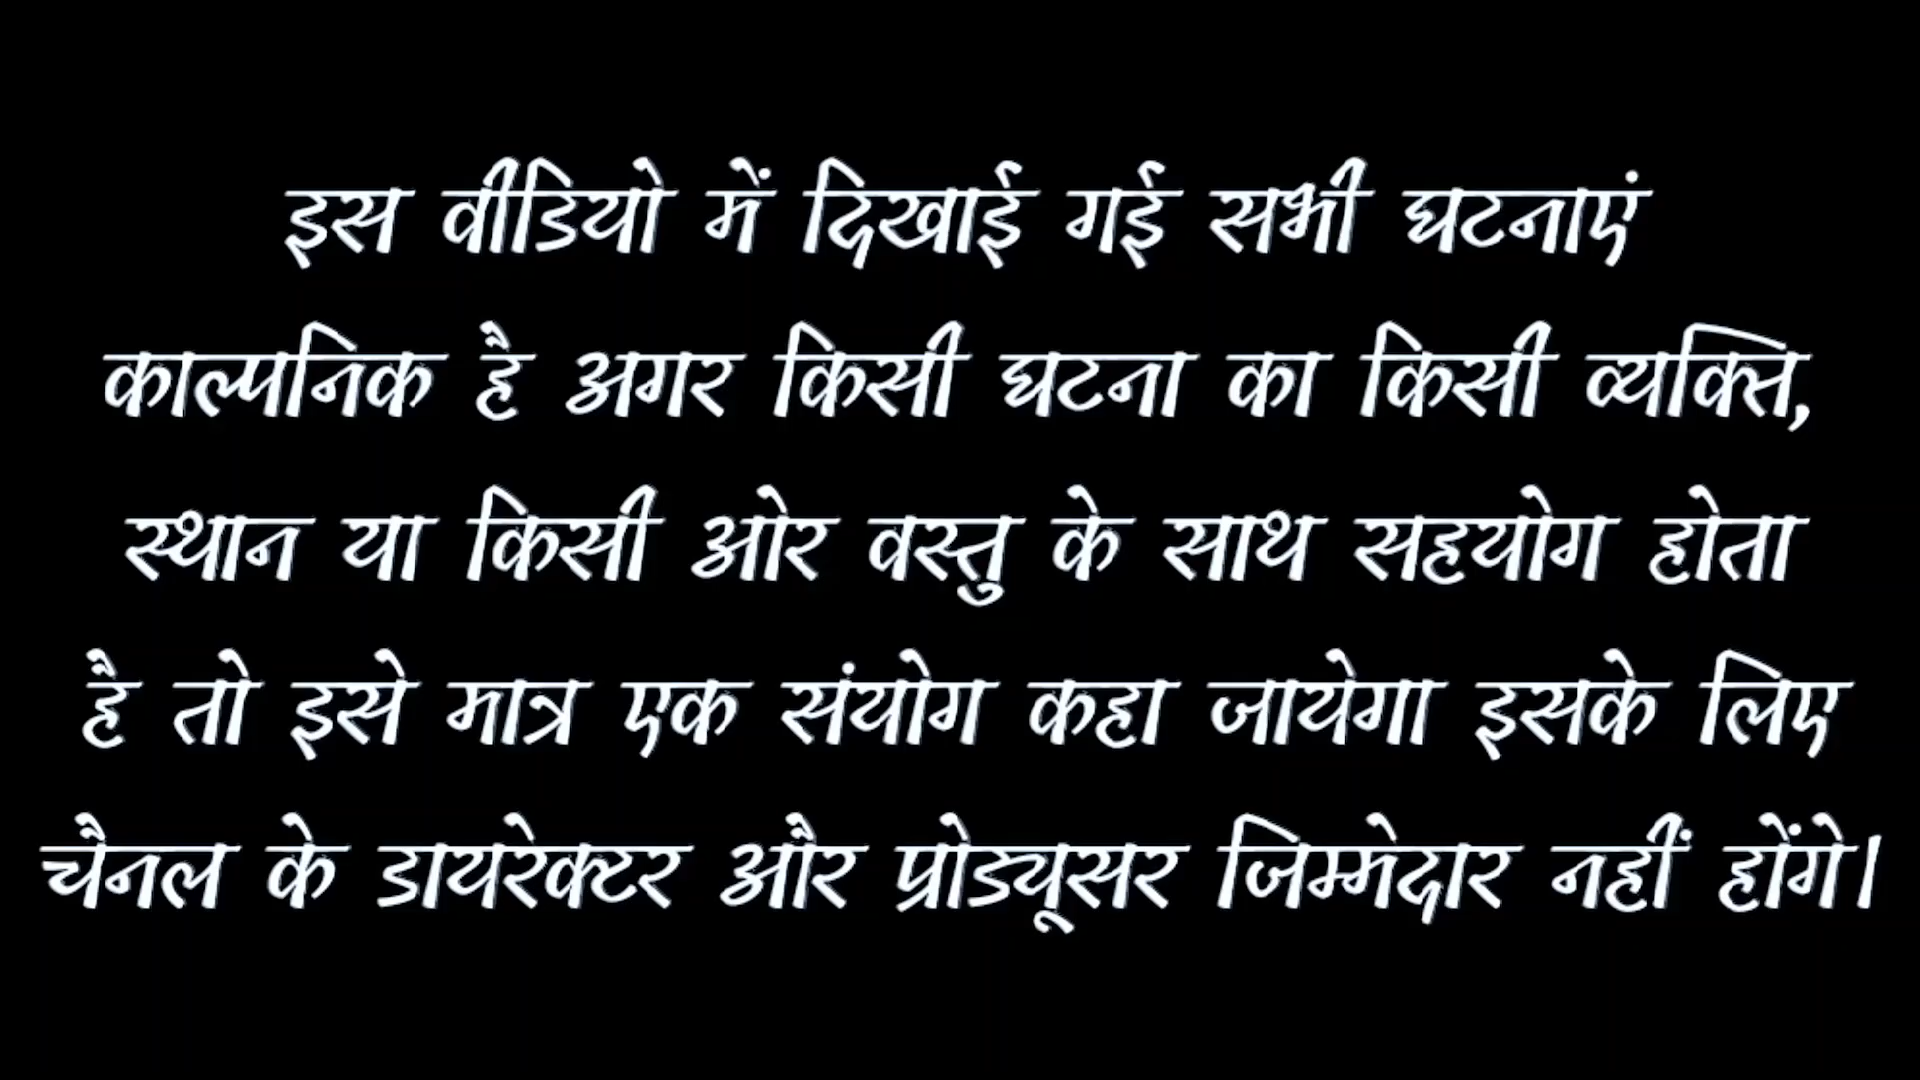 इस वीडियो में दिखाई गई सभी घटनाएं
काल्पनिक है अगर किसी घटना का किसी व्यक्ति,
स्थान या किसी ओर वस्तु के साथ सहयोग होता
है तो इसे मात्र एक संयोग कहा जायेगा इसके लिए
चैनल के डायरेक्टर और प्रोड्यूसर जिम्मेदार नहीं होंगे।